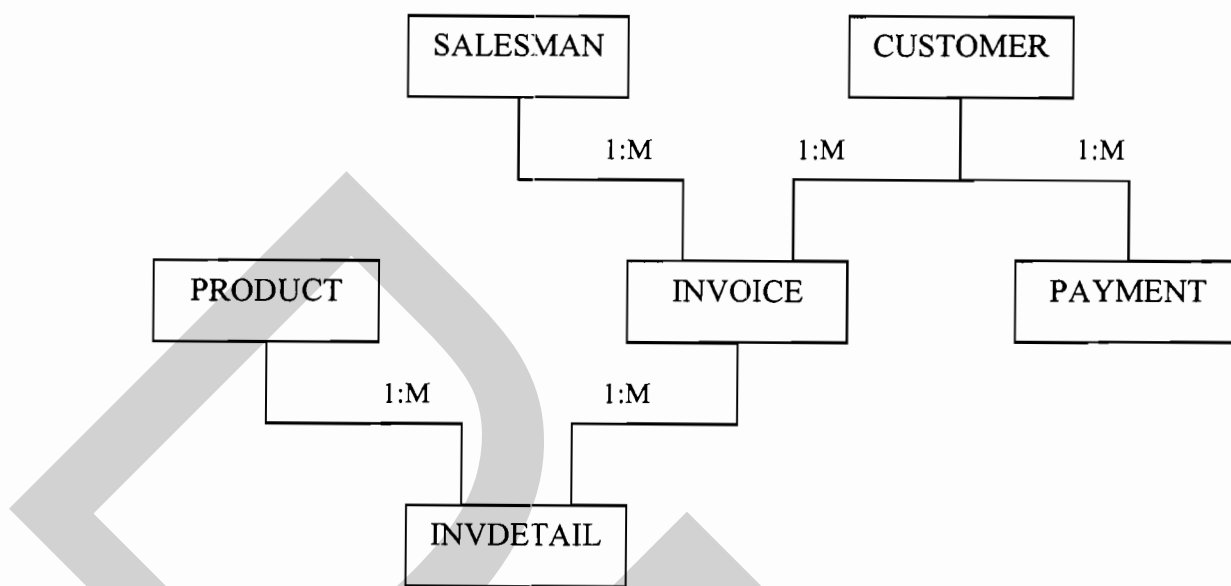 SALESMAN
CUSTOMER
1:M
1:M
1:M
PRODUCT
INVOICE
PAYMENT
1:M
1:M
INVDETAIL